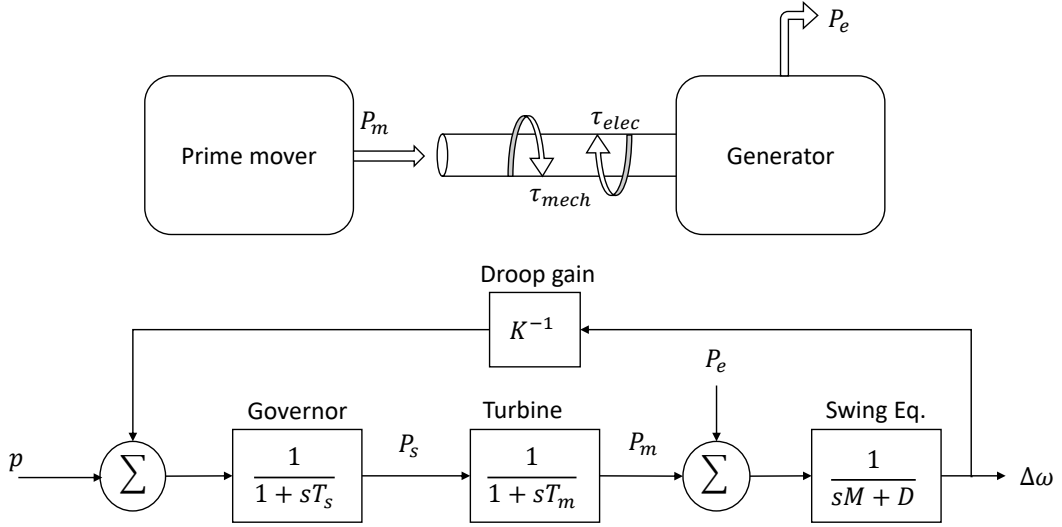 P_e
Prime mover
P_m
τ_elec
τ_mech
Generator
Droop gain
K^{-1}
P_e
Governor
Turbine
Swing Eq.
p
∑
1
1 + sT_s
P_s
1
1 + sT_m
P_m
∑
1
sM + D
Δω